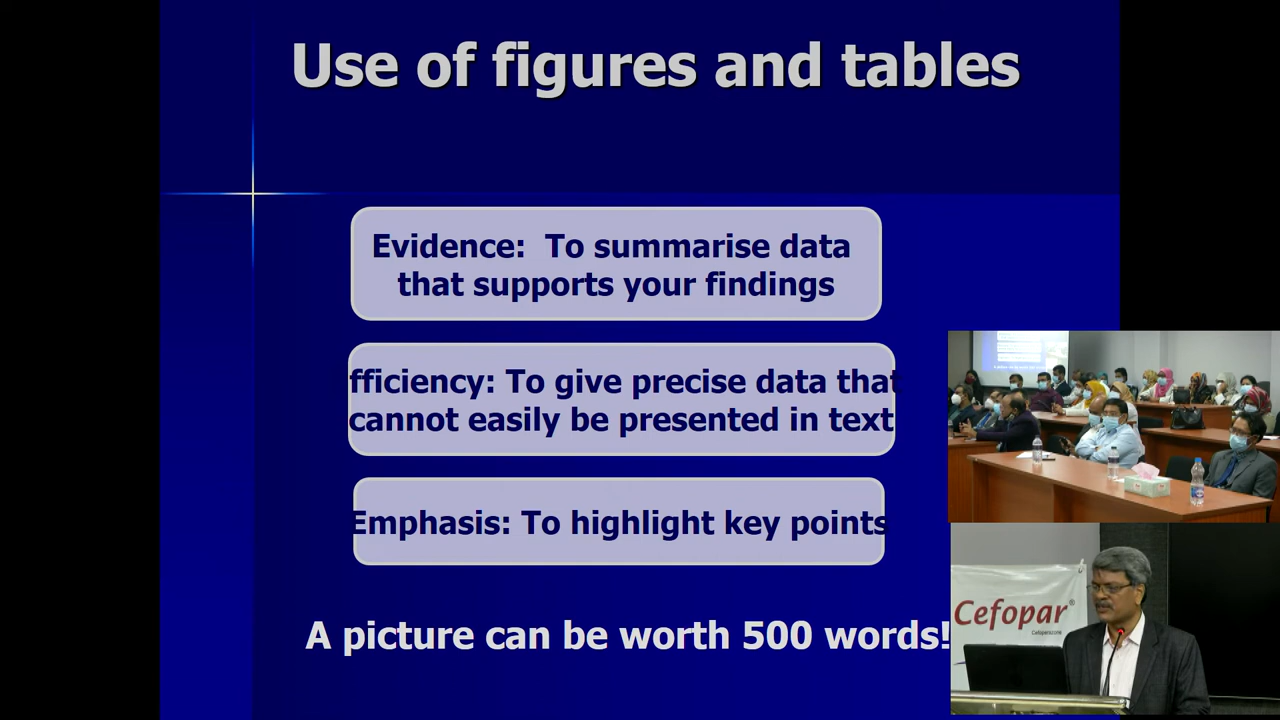 Use of figures and tables
Evidence: To summarise data
that supports your findings
fficiency: To give precise data that
cannot easily be presented in text
Emphasis: To highlight key points
A picture can be worth 500 words!
Cefopar®
Cefoperazone